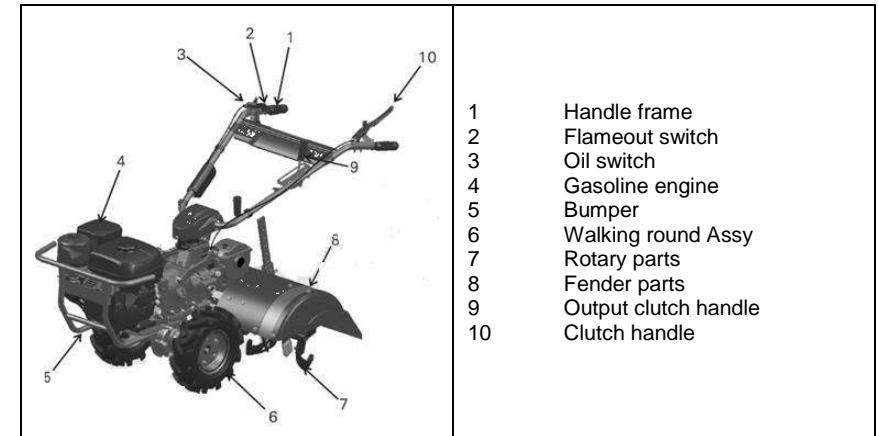 2 1
3
10
4
9
8
5
6
7
1 Handle frame
2 Flameout switch
3 Oil switch
4 Gasoline engine
5 Bumper
6 Walking round Assy
7 Rotary parts
8 Fender parts
9 Output clutch handle
10 Clutch handle